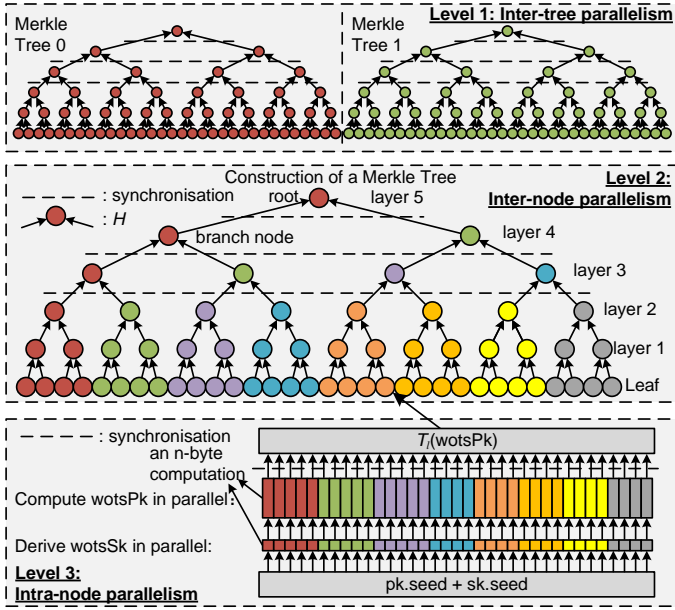 Merkle
Tree 0
Merkle
Tree 1
Level 1: Inter-tree parallelism
Construction of a Merkle Tree
Level 2:
Inter-node parallelism
: synchronisation
root
layer 5
: H
branch node
layer 4
layer 3
layer 2
layer 1
Leaf
: synchronisation
an n-byte
computation
Tₗ(wotsPk)
Compute wotsPk in parallel:
Derive wotsSk in parallel:
Level 3:
Intra-node parallelism
pk.seed + sk.seed